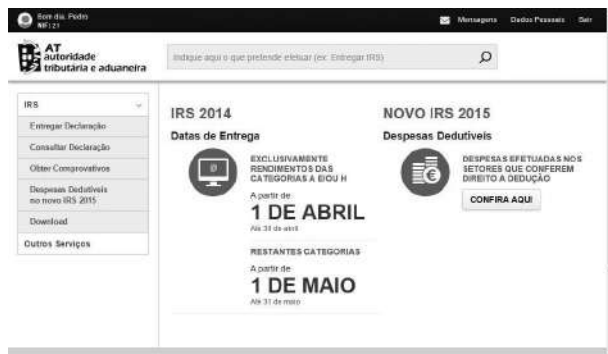 Bom dia, Pedro
NIF: 21
Mensagens Dados Pessoais Sair
AT
autoridade
tributária e aduaneira
Indique aqui o que pretende efetuar (ex: Entregar IRS)
IRS
Entregar Declaração
Consultar Declaração
Obter Comprovativos
Despesas Dedutíveis
no novo IRS 2015
Download
Outros Serviços
IRS 2014
Datas de Entrega
EXCLUSIVAMENTE
RENDIMENTOS DAS
CATEGORIAS A E/OU H
A partir de
1 DE ABRIL
Até 30 de abril
RESTANTES CATEGORIAS
A partir de
1 DE MAIO
Até 31 de maio
NOVO IRS 2015
Despesas Dedutíveis
DESPESAS EFETUADAS NOS
SETORES QUE CONFEREM
DIREITO A DEDUÇÃO
CONFIRA AQUI